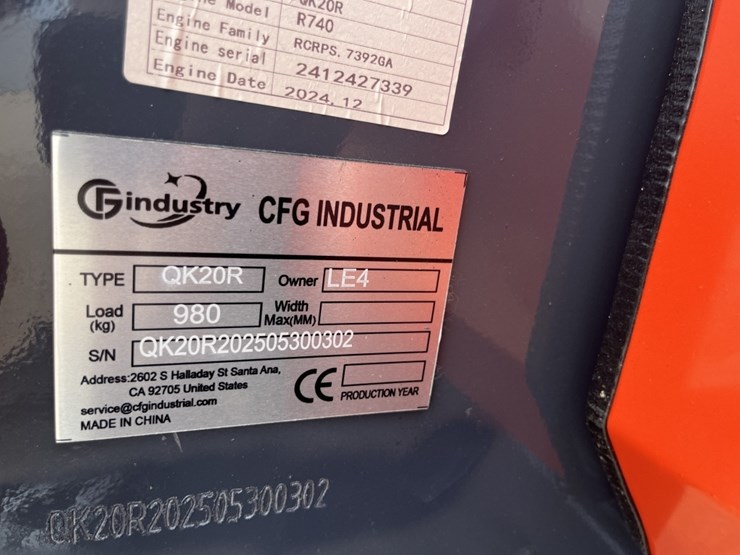 QK20R
Engine Model R740
Engine Family RCRPS. 7392GA
Engine serial 2412427339
Engine Date 2024. 12
CFG industry CFG INDUSTRIAL
TYPE QK20R Owner LE4
Load (kg) 980 Width Max(MM)
S/N QK20R202505300302
Address:2602 S Halladay St Santa Ana,
CA 92705 United States
service@cfgindustrial.com
MADE IN CHINA
CE PRODUCTION YEAR
QK20R202505300302